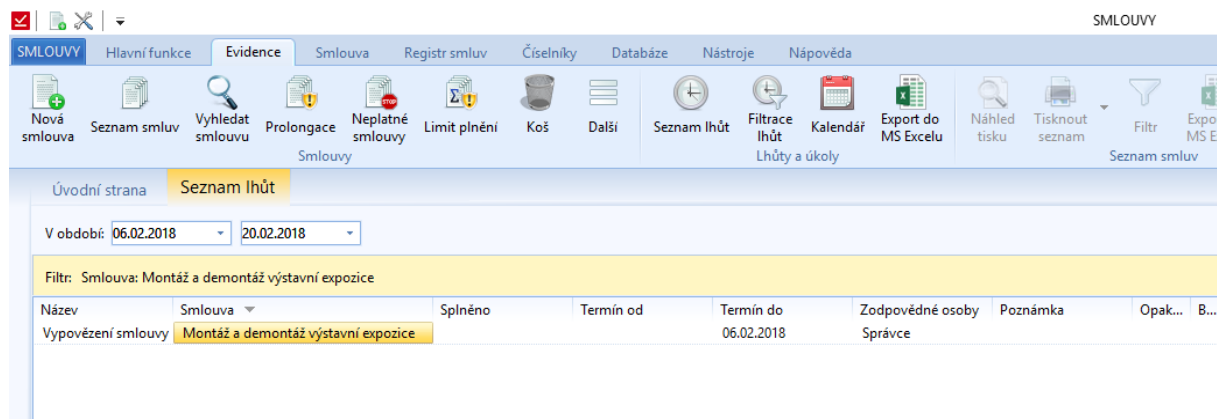 SMLOUVY
SMLOUVY Hlavní funkce Evidence Smlouva Registr smluv Číselníky Databáze Nástroje Nápověda
Nová smlouva
Seznam smluv
Vyhledat smlouvu
Prolongace
STOP
Neplatné smlouvy
Limit plnění
Koš
Další
Seznam lhůt
Filtrace lhůt
Kalendář
Export do MS Excelu
Náhled tisku
Tisknout seznam
Filtr
Smlouvy
Lhůty a úkoly
Seznam smluv
Úvodní strana Seznam lhůt
V období: 06.02.2018 20.02.2018
Filtr: Smlouva: Montáž a demontáž výstavní expozice
Název Smlouva Splněno Termín od Termín do Zodpovědné osoby Poznámka Opak... B...
Vypovězení smlouvy Montáž a demontáž výstavní expozice 06.02.2018 Správce